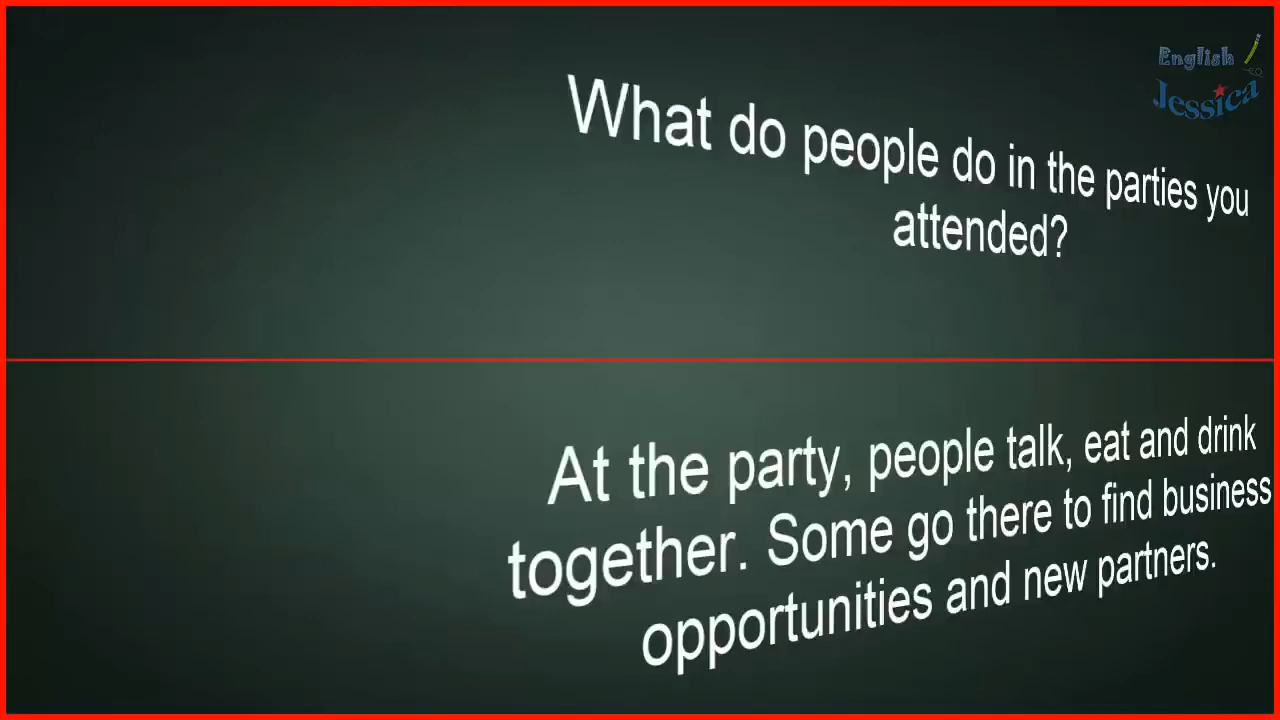 English
Jessica
What do people do in the parties you
attended?
At the party, people talk, eat and drink
together. Some go there to find business
opportunities and new partners.